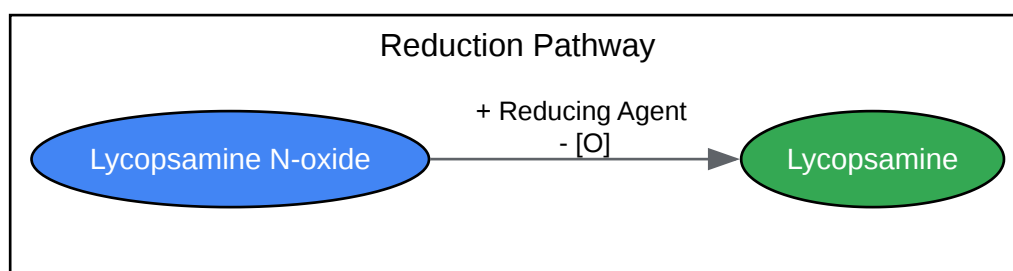 Reduction Pathway
+ Reducing Agent
- [O]
Lycopsamine N-oxide
Lycopsamine